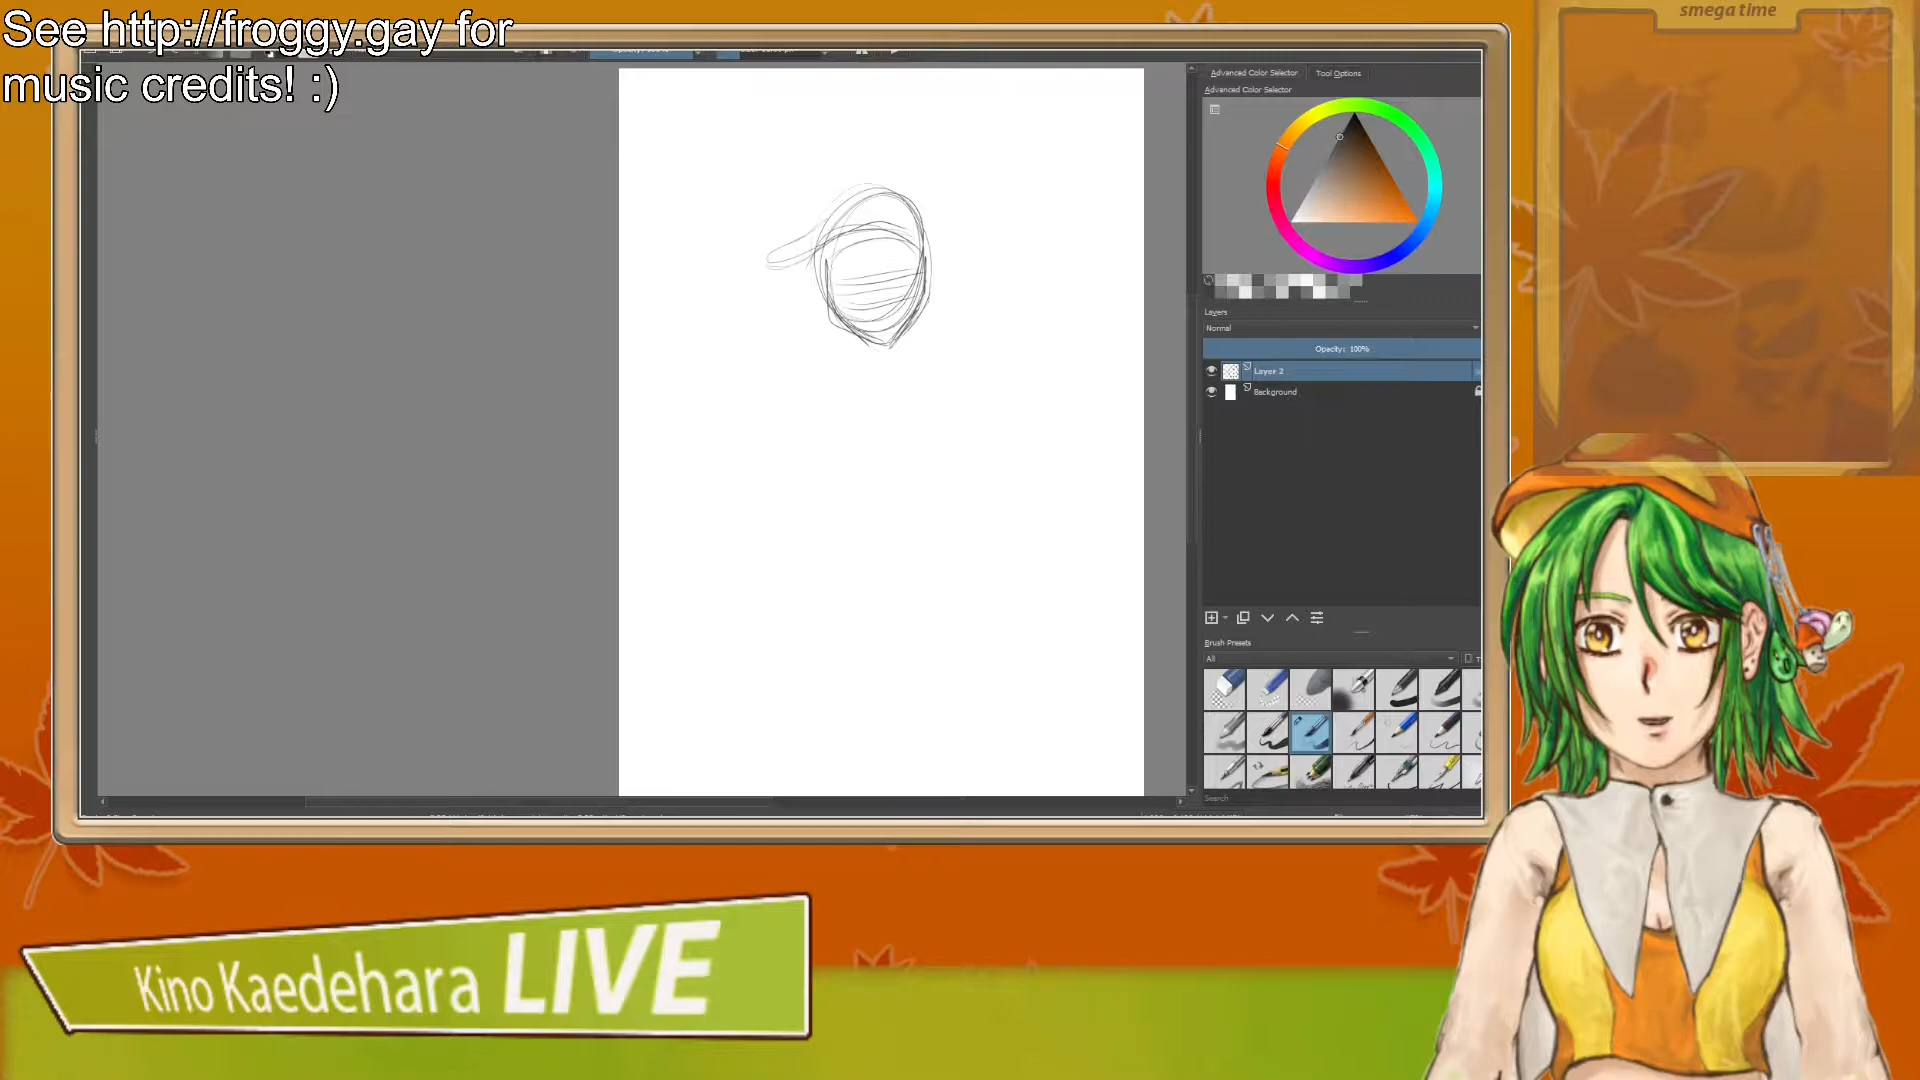 See http://froggy.gay for
music credits! :)
smega time
Advanced Color Selector
Tool Options
Advanced Color Selector
Layers
Normal
Opacity: 100%
Layer 2
Background
Brush Presets
All
Search
Kino Kaedehara LIVE